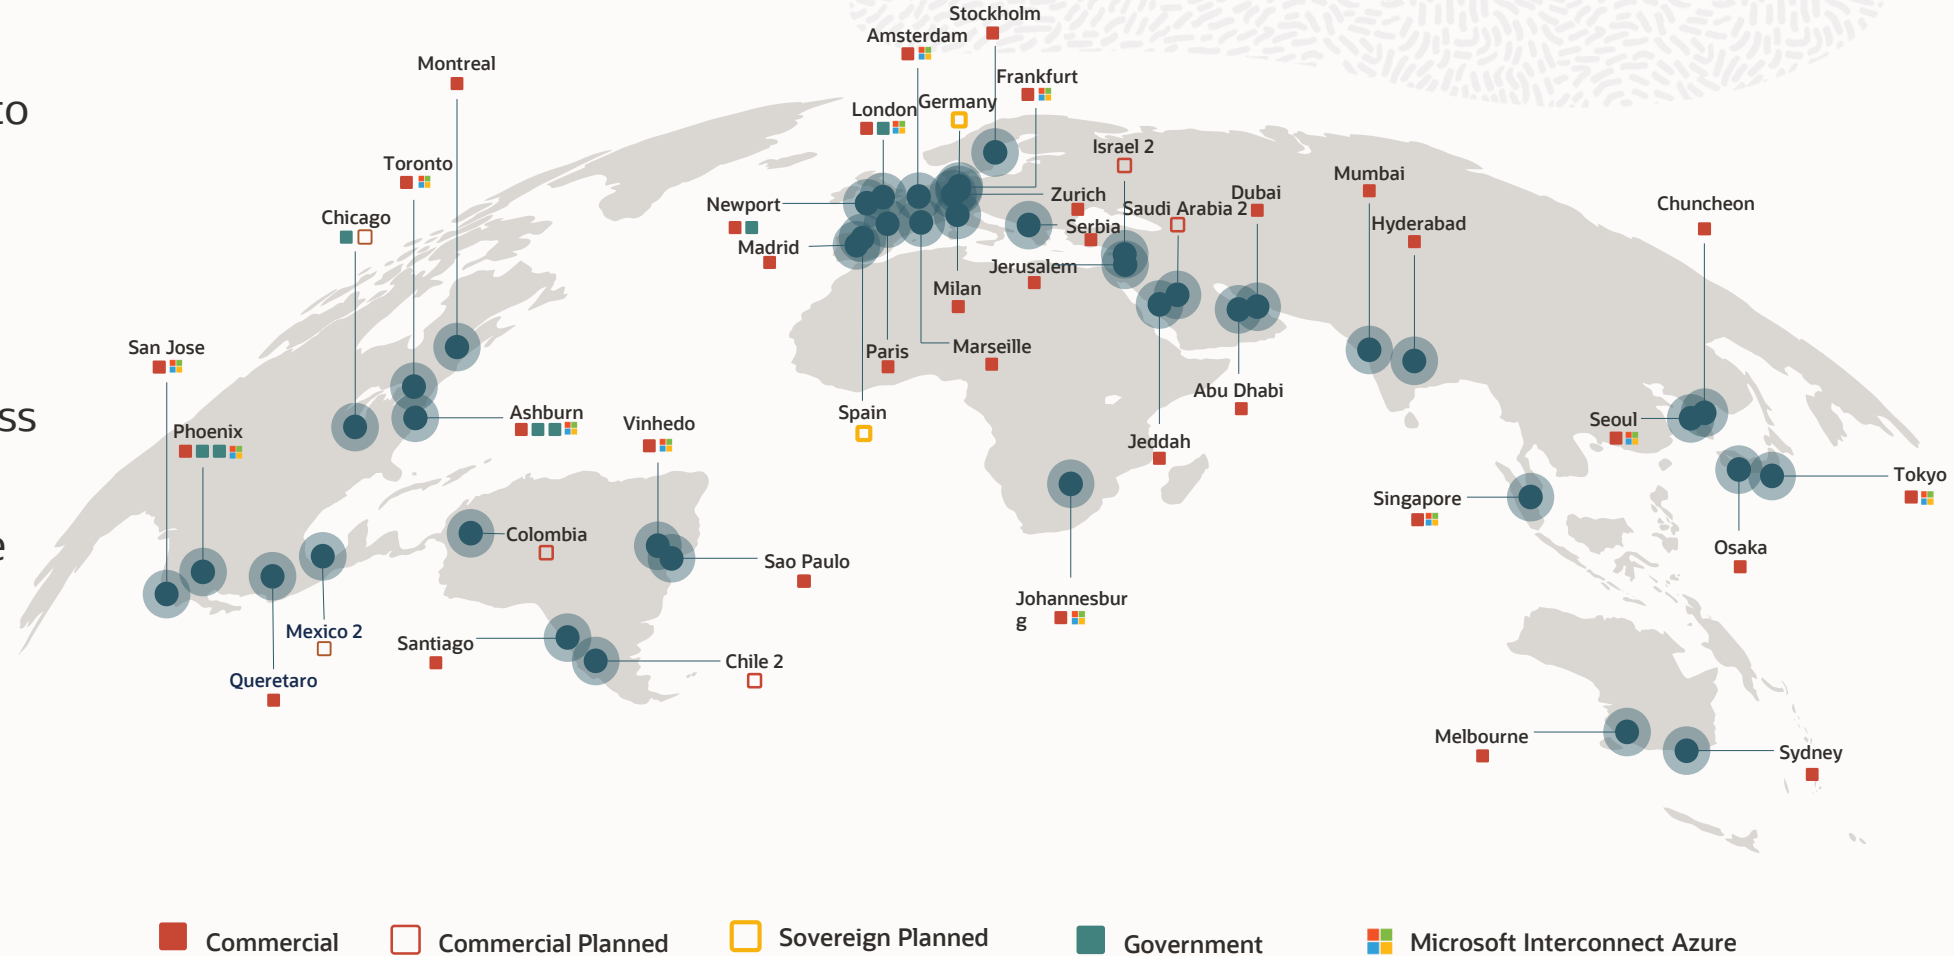 Stockholm
Amsterdam
Montreal
Frankfurt
Germany
London
to
Israel 2
Toronto
Mumbai
Zurich
Dubai
Newport
Chuncheon
Saudi Arabia 2
Chicago
Hyderabad
Serbia
Madrid
Jerusalem
Milan
San Jose
Marseille
Paris
Abu Dhabi
Ashburn
Spain
ss
Seoul
Vinhedo
Phoenix
Jeddah
Tokyo
Singapore
Colombia
e
Osaka
Sao Paulo
Johannesbur
g
Mexico 2
Santiago
Chile 2
Queretaro
Melbourne
Sydney
Commercial
Commercial Planned
Sovereign Planned
Government
Microsoft Interconnect Azure